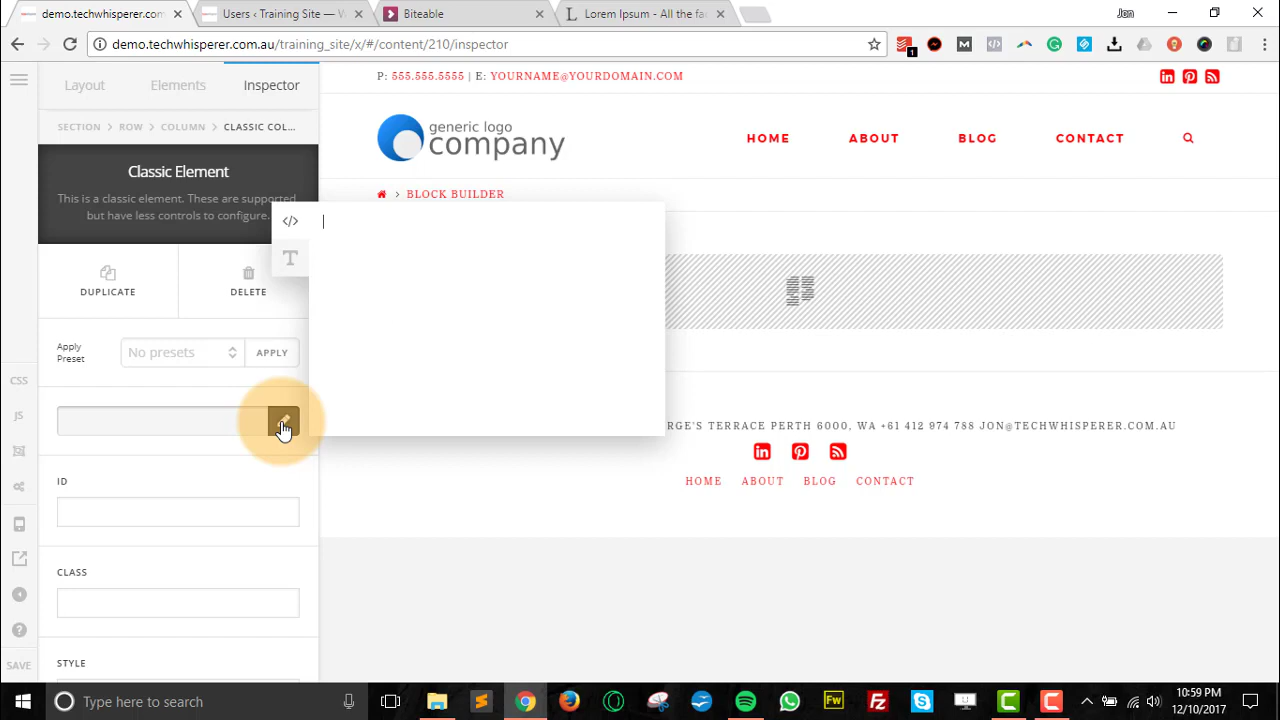 demo.techwhisperer.com.au/
Users ‹ Training Site — W
Biteable
Lorem Ipsum - All the fac
Jon
demo.techwhisperer.com.au/training_site/x/#/content/210/inspector
1
Layout
Elements
Inspector
P: 555.555.5555 | E: YOURNAME@YOURDOMAIN.COM
SECTION > ROW > COLUMN > CLASSIC COL...
generic logo
company
HOME
ABOUT
BLOG
CONTACT
Classic Element
This is a classic element. These are supported
but have less controls to configure.
BLOCK BUILDER
</>
T
DUPLICATE
DELETE
Apply
Preset
No presets
APPLY
CSS
JS
RGE'S TERRACE PERTH 6000, WA +61 412 974 788 JON@TECHWHISPERER.COM.AU
ID
HOME
ABOUT
BLOG
CONTACT
CLASS
STYLE
SAVE
Type here to search
Fw
10:59 PM
12/10/2017